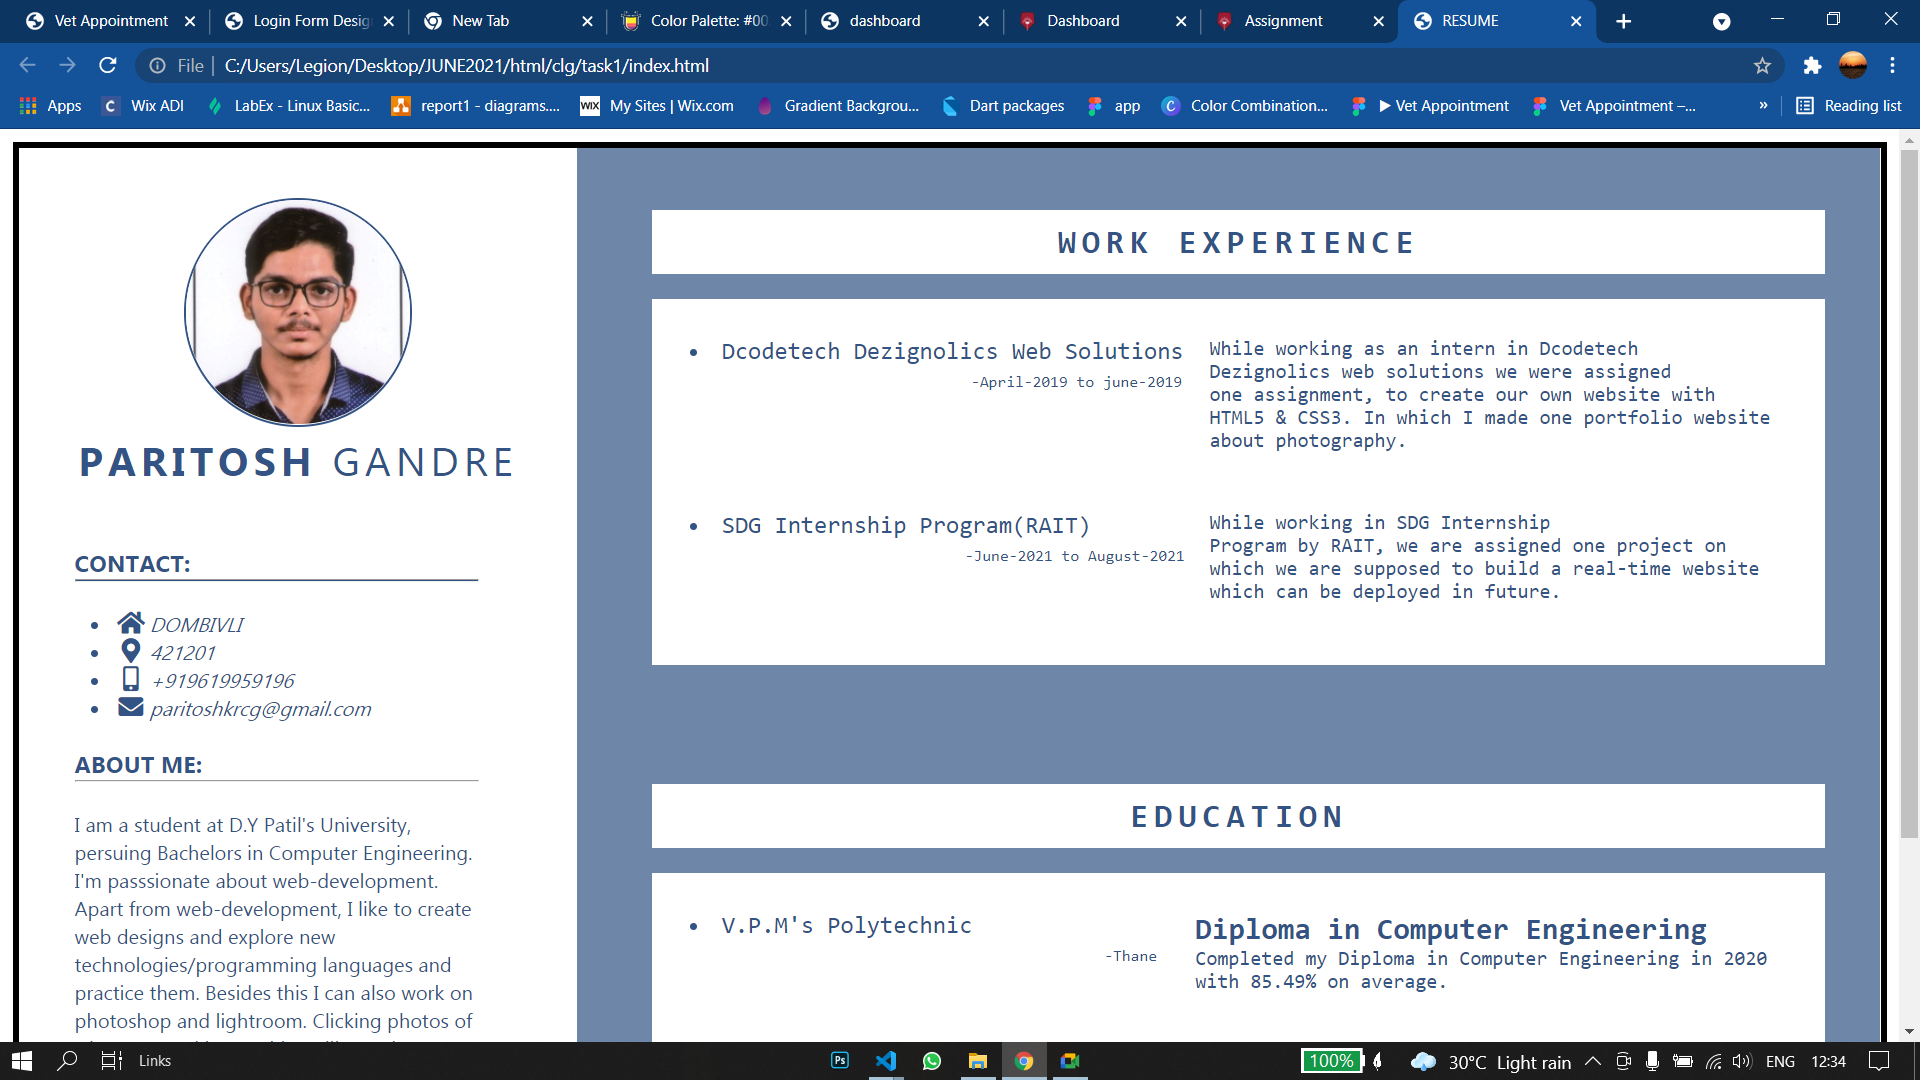 Vet Appointment
Login Form Desig
New Tab
Color Palette: #00
dashboard
Dashboard
Assignment
RESUME
File
C:/Users/Legion/Desktop/JUNE2021/html/clg/task1/index.html
Apps
Wix ADI
LabEx - Linux Basic...
report1 - diagrams....
WIX
My Sites | Wix.com
Gradient Backgrou...
Dart packages
app
Color Combination...
▶ Vet Appointment
Vet Appointment –...
»
Reading list
PARITOSH GANDRE
CONTACT:
• DOMBIVLI
• 421201
• +919619959196
• paritoshkrcg@gmail.com
ABOUT ME:
I am a student at D.Y Patil's University,
persuing Bachelors in Computer Engineering.
I'm passsionate about web-development.
Apart from web-development, I like to create
web designs and explore new
technologies/programming languages and
practice them. Besides this I can also work on
photoshop and lightroom. Clicking photos of
WORK EXPERIENCE
• Dcodetech Dezignolics Web Solutions
-April-2019 to june-2019
While working as an intern in Dcodetech
Dezignolics web solutions we were assigned
one assignment, to create our own website with
HTML5 & CSS3. In which I made one portfolio website
about photography.
• SDG Internship Program(RAIT)
-June-2021 to August-2021
While working in SDG Internship
Program by RAIT, we are assigned one project on
which we are supposed to build a real-time website
which can be deployed in future.
EDUCATION
• V.P.M's Polytechnic
-Thane
Diploma in Computer Engineering
Completed my Diploma in Computer Engineering in 2020
with 85.49% on average.
Links
Ps
100%
30°C Light rain
ENG
12:34